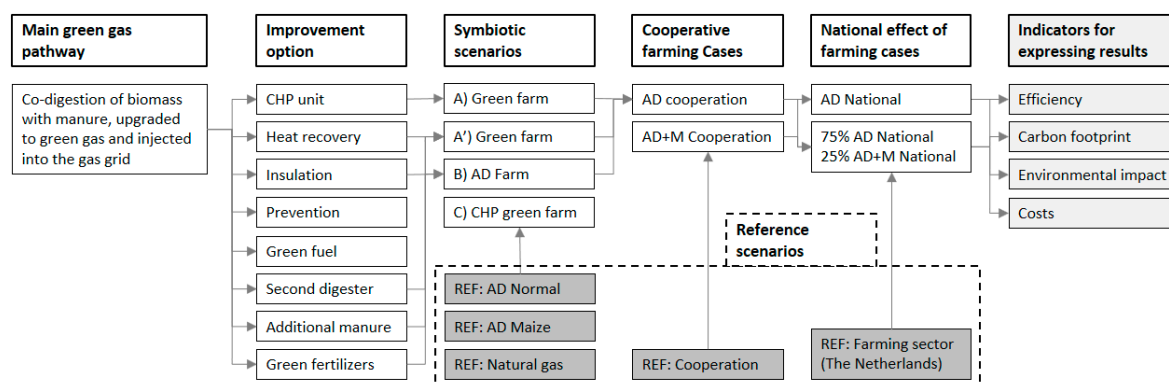 Main green gas
pathway
Improvement
option
Symbiotic
scenarios
Cooperative
farming Cases
National effect of
farming cases
Indicators for
expressing results
Co-digestion of biomass
with manure, upgraded
to green gas and injected
into the gas grid
CHP unit
Heat recovery
Insulation
Prevention
Green fuel
Second digester
Additional manure
Green fertilizers
A) Green farm
A') Green farm
B) AD Farm
C) CHP green farm
AD cooperation
AD+M Cooperation
AD National
75% AD National
25% AD+M National
Efficiency
Carbon footprint
Environmental impact
Costs
Reference
scenarios
REF: AD Normal
REF: AD Maize
REF: Natural gas
REF: Cooperation
REF: Farming sector
(The Netherlands)